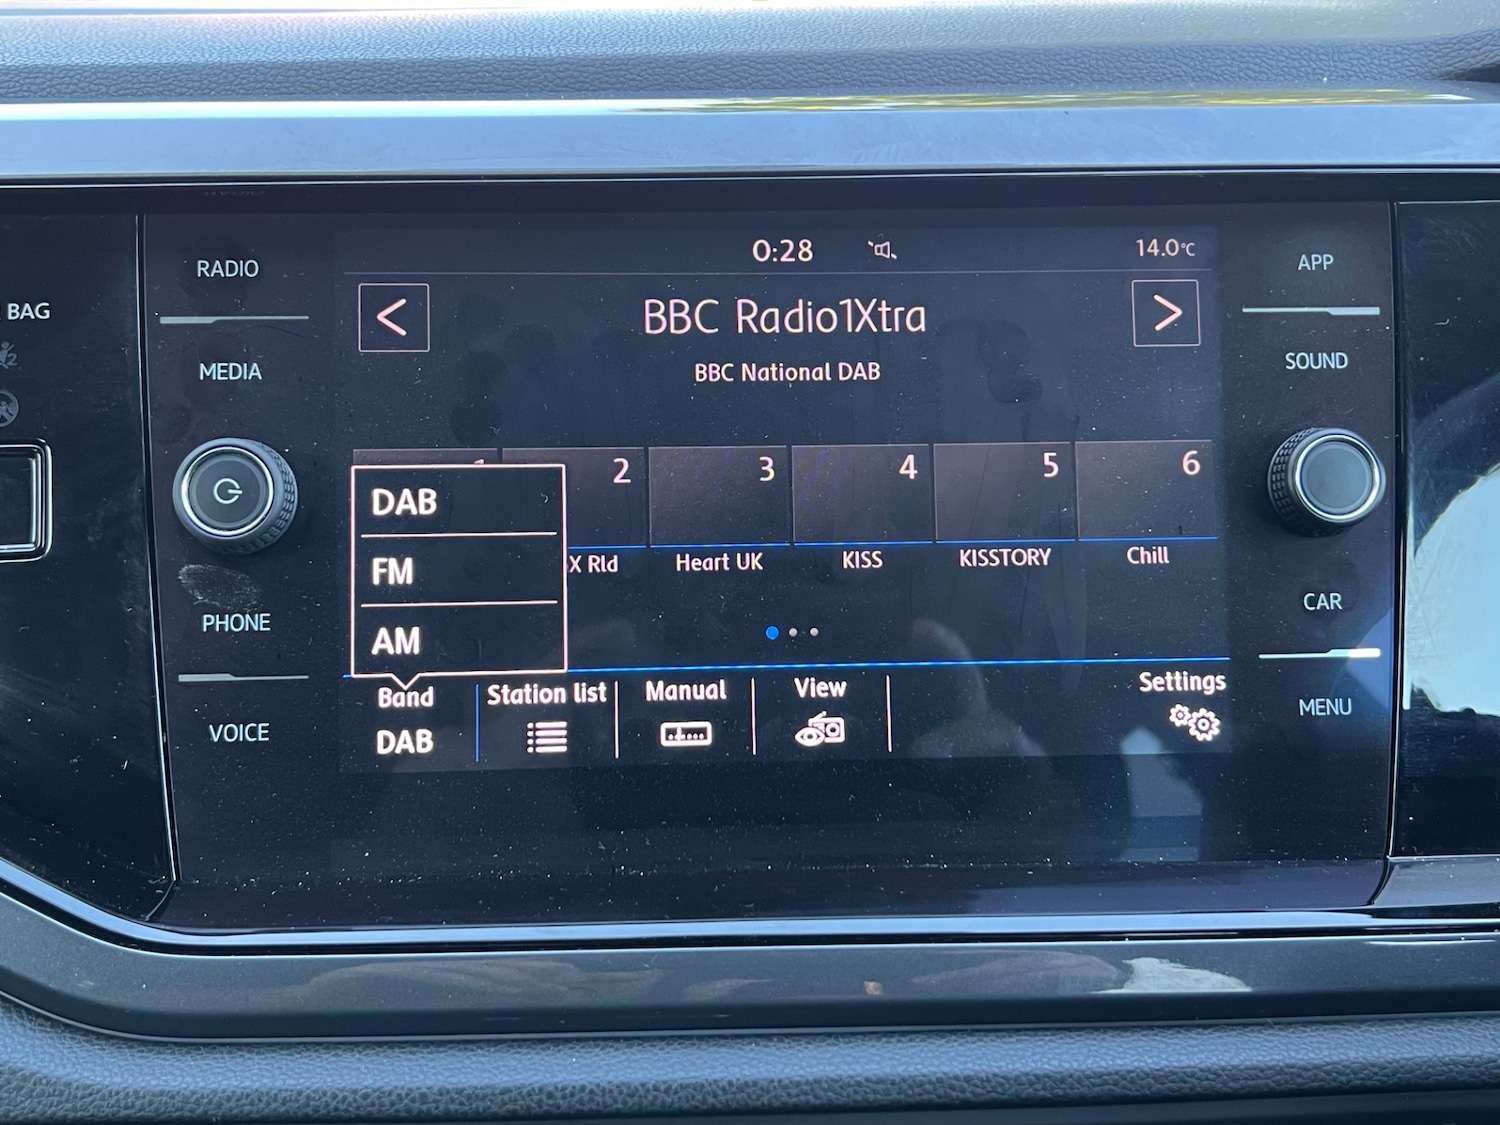 BAG
2
RADIO
MEDIA
PHONE
VOICE
0:28
14.0°C
<
BBC Radio1Xtra
>
BBC National DAB
2
3
4
5
6
X Rld
Heart UK
KISS
KISSTORY
Chill
DAB
FM
AM
Band
DAB
Station list
Manual
View
Settings
APP
SOUND
CAR
MENU